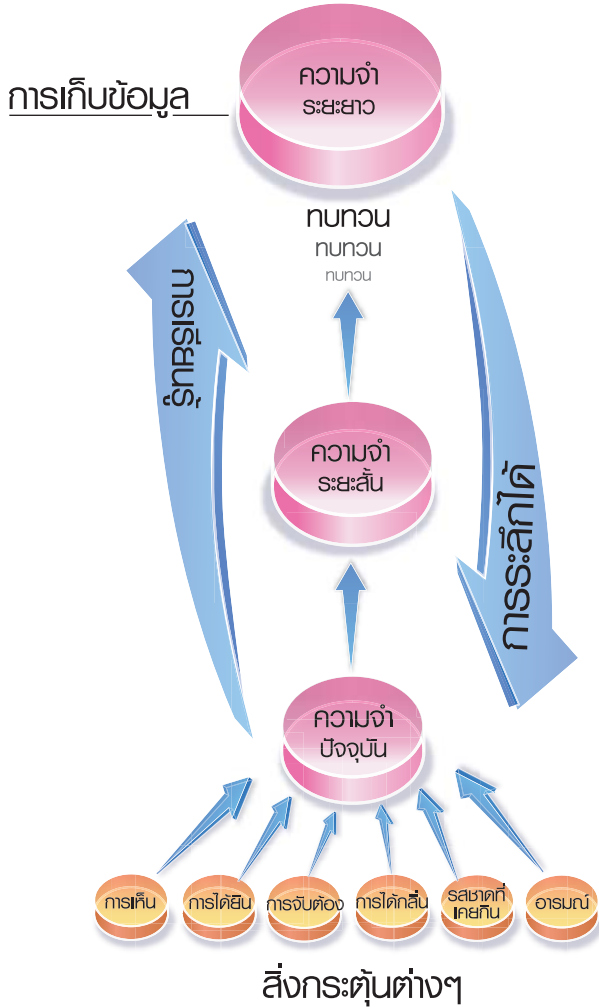 ความจำ
ระยะยาว
การเก็บข้อมูล
ทบทวน
ทบทวน
ทบทวน
การเรียนรู้
ความจำ
ระยะสั้น
การระลึกได้
ความจำ
ปัจจุบัน
การเห็น
การได้ยิน
การจับต้อง
การได้กลิ่น
รสชาดที่
เคยกิน
อารมณ์
สิ่งกระตุ้นต่างๆ